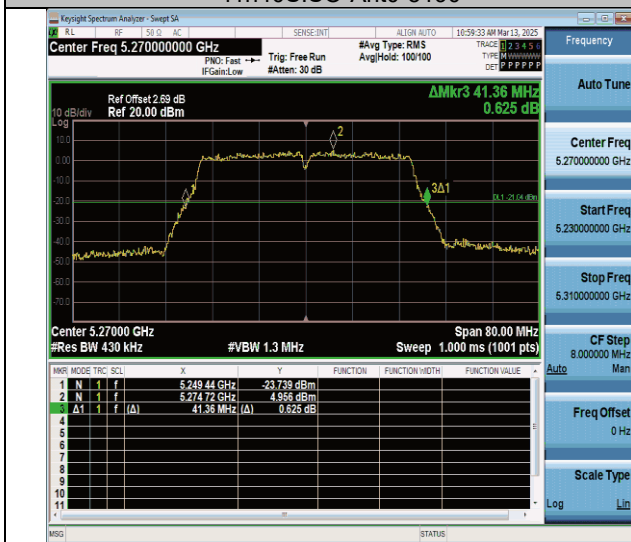 Keysight Spectrum Analyzer - Swept SA
RL RF 50 Ω AC SENSE:INT ALIGN AUTO 10:59:33 AM Mar 13, 2025
Center Freq 5.270000000 GHz
PNO: Fast
IFGain:Low
Trig: Free Run
#Atten: 30 dB
#Avg Type: RMS
Avg|Hold: 100/100
TRACE 1 2 3 4 5 6
TYPE M W W W W W
DET P P P P P P
Frequency
Ref Offset 2.69 dB
10 dB/div Ref 20.00 dBm
ΔMkr3 41.36 MHz
0.625 dB
Log
10.0
0.00
-10.0
-20.0
-30.0
-40.0
-50.0
-60.0
-70.0
2
3Δ1
DL1 -21.04 dBm
Center 5.27000 GHz
Span 80.00 MHz
#Res BW 430 kHz #VBW 1.3 MHz Sweep 1.000 ms (1001 pts)
MKR MODE TRC SCL X Y FUNCTION FUNCTION WIDTH FUNCTION VALUE
1 N 1 f 5.249 44 GHz -23.739 dBm
2 N 1 f 5.274 72 GHz 4.956 dBm
3 Δ1 1 f (Δ) 41.36 MHz (Δ) 0.625 dB
4
5
6
7
8
9
10
11
MSG STATUS
Auto Tune
Center Freq
5.270000000 GHz
Start Freq
5.230000000 GHz
Stop Freq
5.310000000 GHz
CF Step
8.000000 MHz
Auto Man
Freq Offset
0 Hz
Scale Type
Log Lin